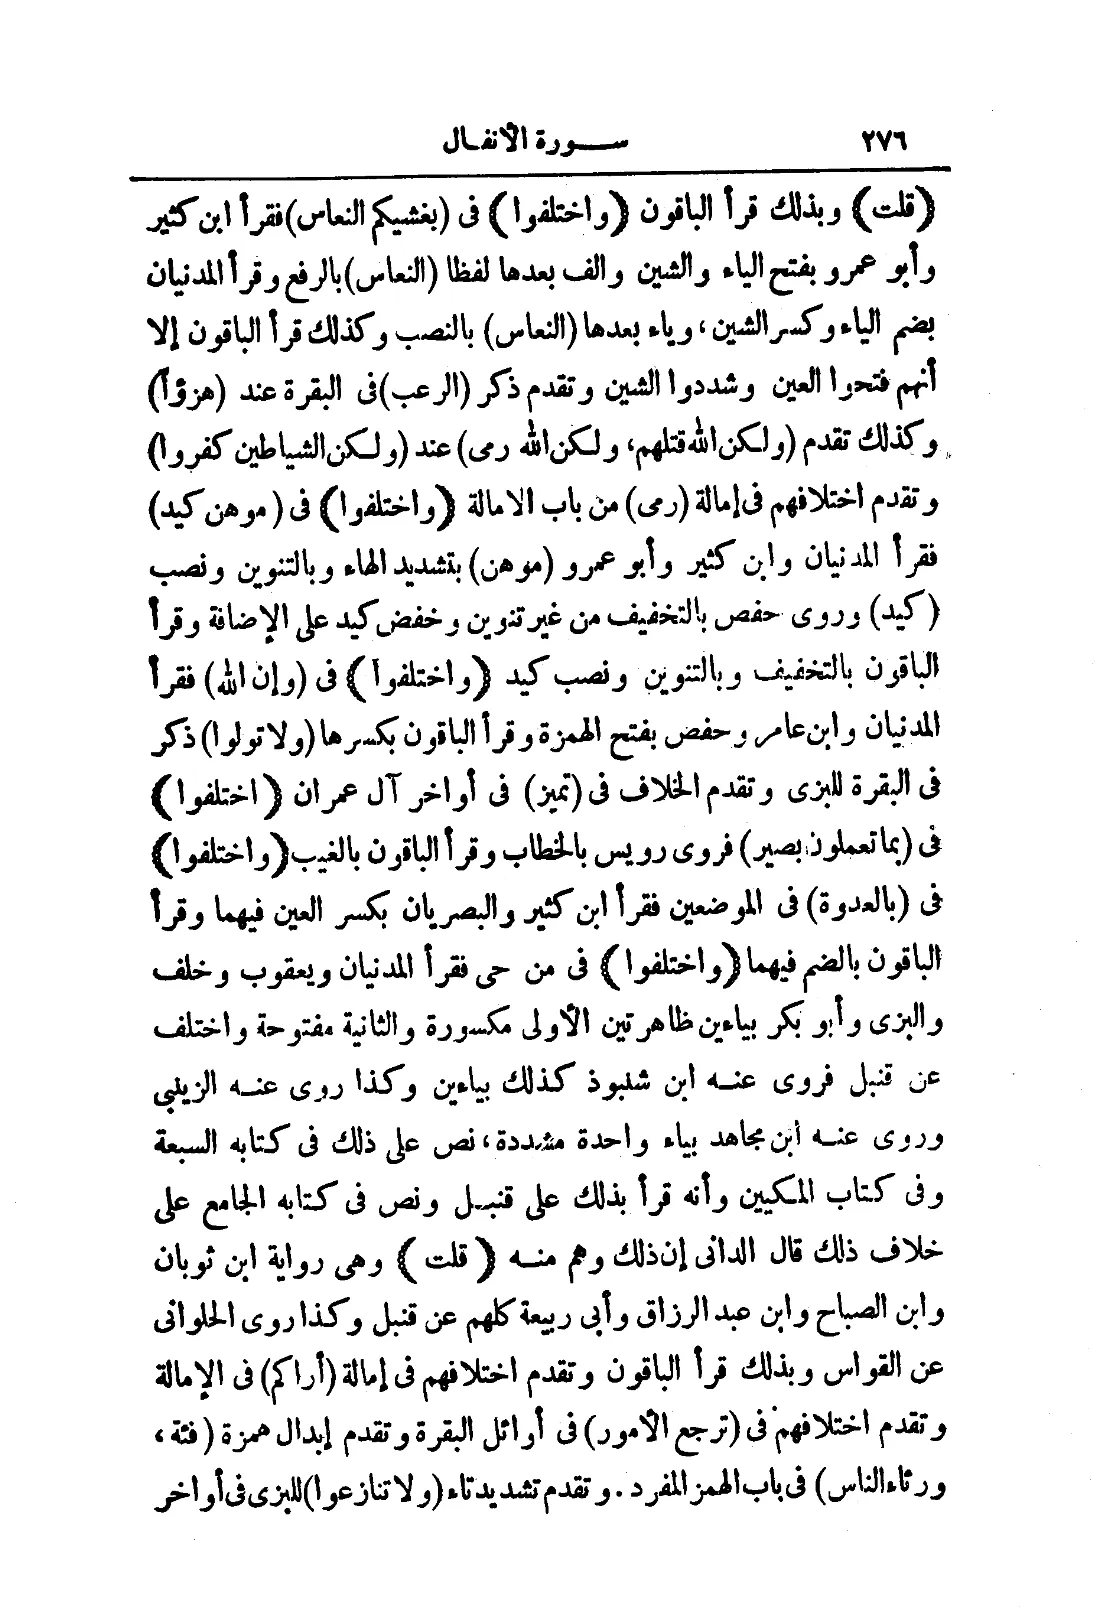 ٢٧٦ ســـورة الأنفـال
(قلت) وبذلك قرأ الباقون (واختلفوا) فى (يغشيكم النعاس) فقرأ ابن كثير
وأبو عمرو بفتح الياء والشين والف بعدها لفظا (النعاس) بالرفع وقرأ المدنيان
بضم الياء وكسر الشين، وياء بعدها (النعاس) بالنصب وكذلك قرأ الباقون إلا
أنهم فتحوا العين وشددوا الشين وتقدم ذكر (الرعب) فى البقرة عند (هزؤاً)
وكذلك تقدم (ولكن الله قتلهم، ولكن الله رمى) عند (ولكن الشياطين كفروا)
وتقدم اختلافهم فى إمالة (رمى) من باب الامالة (واختلفوا) فى (موهن كيد)
فقرأ المدنيان وابن كثير وأبو عمرو (موهن) بتشديد الهاء وبالتنوين ونصب
(كيد) وروى حفص بالتخفيف من غير تنوين وخفض كيد على الإضافة وقرأ
الباقون بالتخفيف وبالتنوين ونصب كيد (واختلفوا) فى (وإن الله) فقرأ
المدنيان وابن عامر وحفص بفتح الهمزة وقرأ الباقون بكسرها (ولا تولوا) ذكر
فى البقرة للبزى وتقدم الخلاف فى (تميز) فى أواخر آل عمران (اختلفوا)
فى (بما تعملون بصير) فروى رويس بالخطاب وقرأ الباقون بالغيب (واختلفوا)
فى (بالعدوة) فى الموضعين فقرأ ابن كثير والبصريان بكسر العين فيهما وقرأ
الباقون بالضم فيهما (واختلفوا) فى من حى فقرأ المدنيان ويعقوب وخلف
والبزى وأبو بكر بياءين ظاهرتين الأولى مكسورة والثانية مفتوحة واختلف
عن قنبل فروى عنـه ابن شنبوذ كذلك بياءين وكذا روى عنـه الزينبي
وروى عنـه ابن مجاهد بياء واحدة مشددة، نص على ذلك فى كتابه السبعة
وفى كتاب المكيين وأنه قرأ بذلك على قنبـل ونص فى كتابه الجامع على
خلاف ذلك قال الدانى إن ذلك وهم منـه (قلت) وهى رواية ابن ثوبان
وابن الصباح وابن عبد الرزاق وأبى ربيعة كلهم عن قنبل وكذا روى الحلوانى
عن القواس وبذلك قرأ الباقون وتقدم اختلافهم فى إمالة (أراكم) فى الإمالة
وتقدم اختلافهم فى (ترجع الأمور) فى أوائل البقرة وتقدم إبدال همزة (فئة،
ورئاء الناس) فى باب الهمز المفرد. وتقدم تشديد تاء (ولا تنازعوا) للبزى فى أواخر